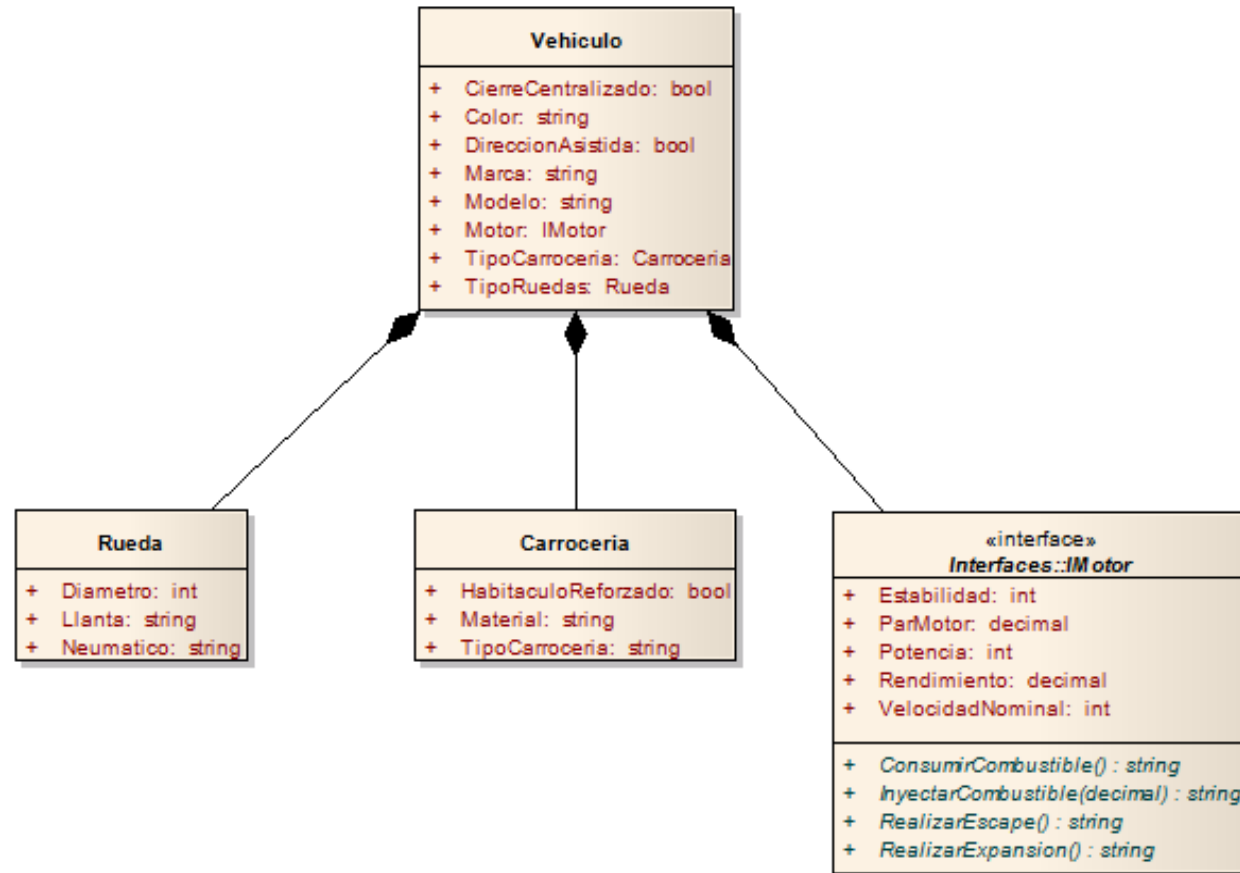 Vehiculo
+ CierreCentralizado: bool
+ Color: string
+ DireccionAsistida: bool
+ Marca: string
+ Modelo: string
+ Motor: IMotor
+ TipoCarroceria: Carroceria
+ TipoRuedas: Rueda
Rueda
+ Diametro: int
+ Llanta: string
+ Neumatico: string
Carroceria
+ HabitaculoReforzado: bool
+ Material: string
+ TipoCarroceria: string
«interface»
Interfaces::IMotor
+ Estabilidad: int
+ ParMotor: decimal
+ Potencia: int
+ Rendimiento: decimal
+ VelocidadNominal: int
+ ConsumirCombustible() : string
+ InyectarCombustible(decimal) : string
+ RealizarEscape() : string
+ RealizarExpansion() : string